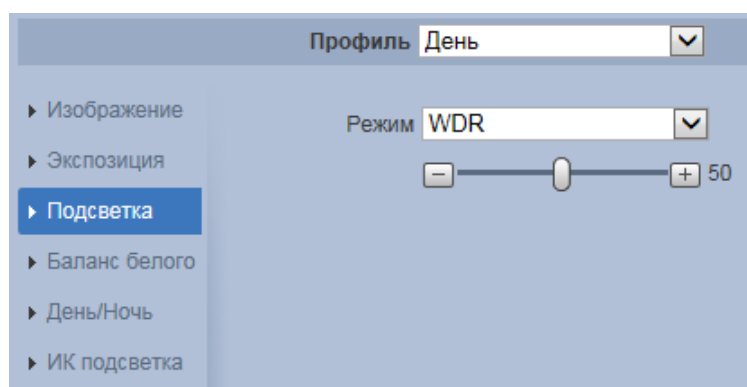 Профиль День
Изображение
Режим WDR
Экспозиция
50
Подсветка
Баланс белого
День/Ночь
ИК подсветка